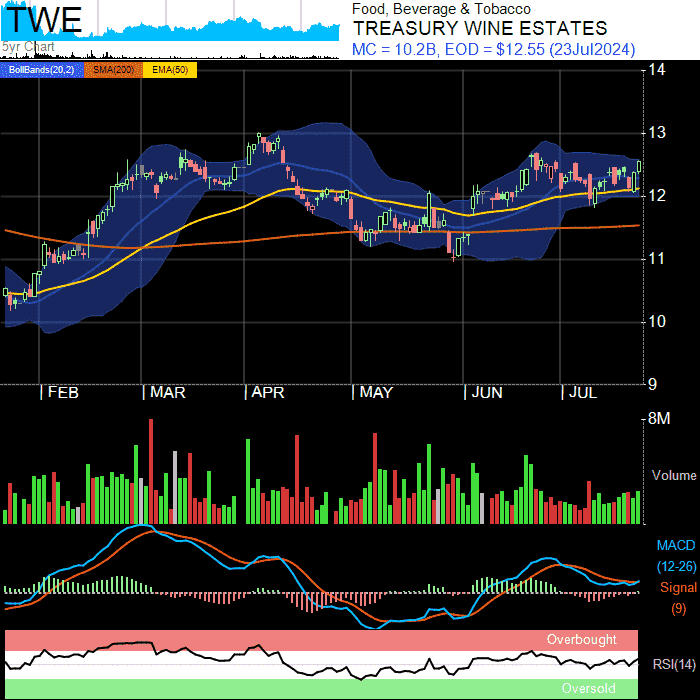 TWE
5yr Chart
Food, Beverage & Tobacco
TREASURY WINE ESTATES
MC = 10.2B, EOD = $12.55 (23Jul2024)
BollBands(20,2) SMA(200) EMA(50)
14
13
12
11
10
9
FEB MAR APR MAY JUN JUL
8M
Volume
MACD
(12-26)
Signal
(9)
Overbought
RSI(14)
Oversold